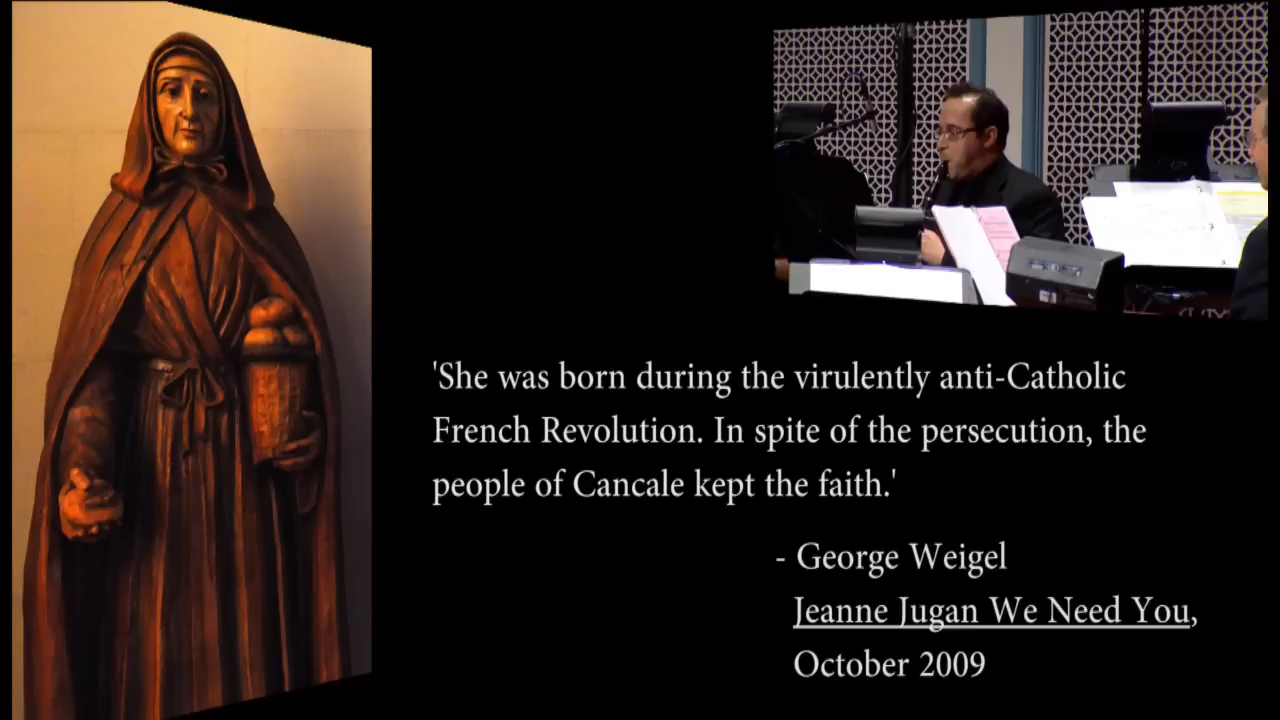 'She was born during the virulently anti-Catholic
French Revolution. In spite of the persecution, the
people of Cancale kept the faith.'
- George Weigel
Jeanne Jugan We Need You,
October 2009